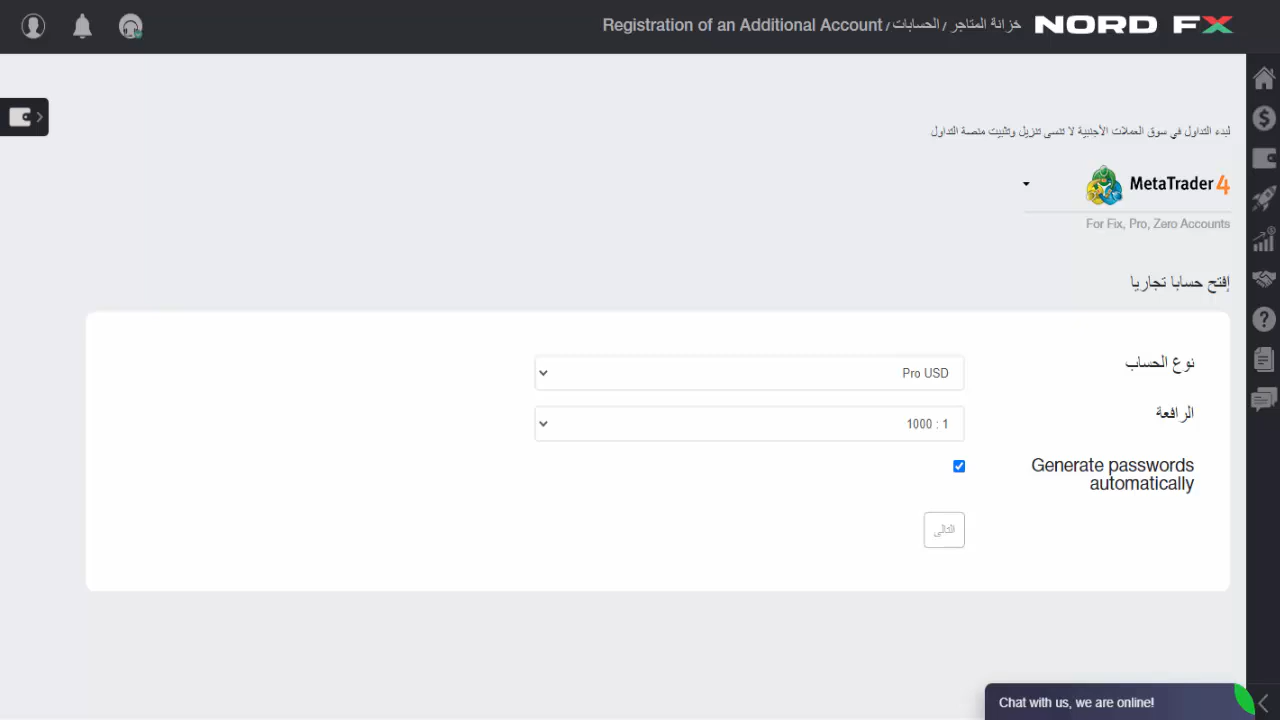 NORD FX
خزانة المتاجر / الحسابات / Registration of an Additional Account
لبدء التداول في سوق العملات الأجنبية لا تنسى تنزيل وتثبيت منصة التداول
MetaTrader 4
For Fix, Pro, Zero Accounts
إفتح حسابا تجاريا
نوع الحساب
Pro USD
الرافعة
1000 : 1
Generate passwords
automatically
التالى
Chat with us, we are online!